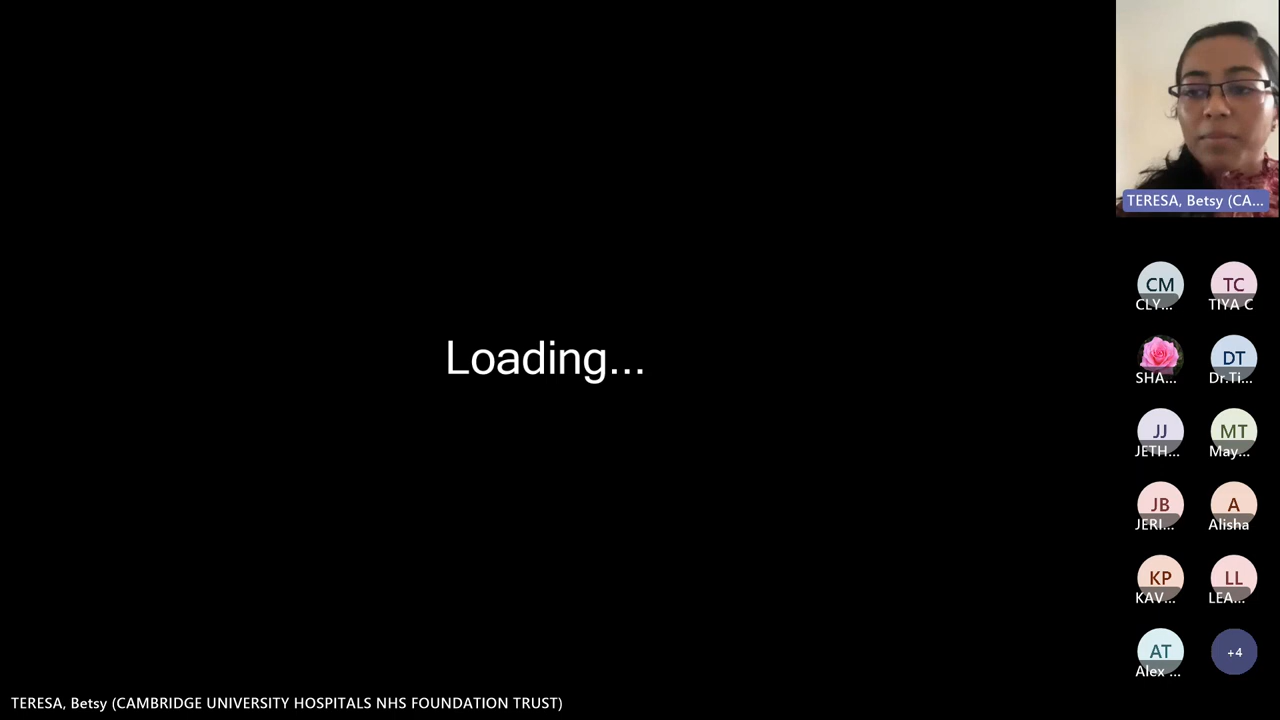 TERESA, Betsy (CA...
CM
TC
CLY...
TIYA C
DT
SHA...
Dr.Ti...
JJ
MT
JETH...
May...
Loading...
JB
A
JERI...
Alisha
KP
LL
KAV...
LEA...
AT
+4
Alex ...
TERESA, Betsy (CAMBRIDGE UNIVERSITY HOSPITALS NHS FOUNDATION TRUST)